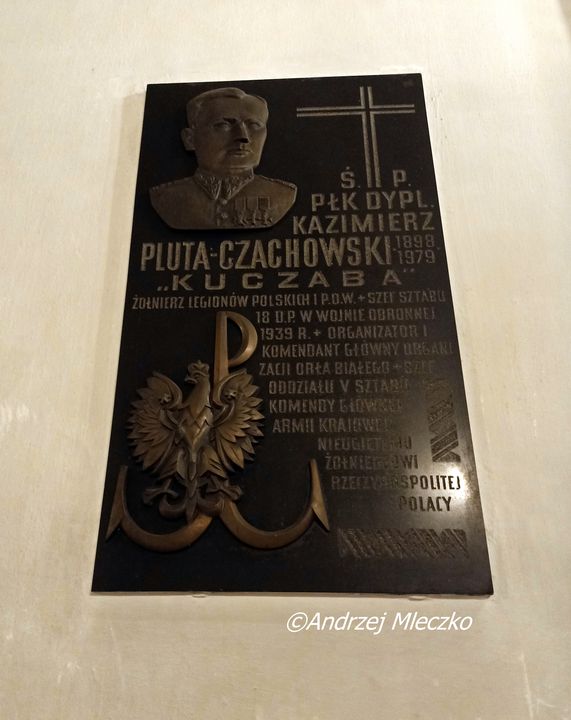 Ś. P.
PŁK DYPL.
KAZIMIERZ
PLUTA-CZACHOWSKI 1898.
1979.
„KUCZABA"
ŻOŁNIERZ LEGIONÓW POLSKICH I P.O.W. + SZEF SZTABU
18 D.P. W WOJNIE OBRONNEJ
1939 R. + ORGANIZATOR I
KOMENDANT GŁÓWNY ORGANI
ZACJI ORŁA BIAŁEGO + SZEF
ODDZIAŁU V SZTABU
KOMENDY GŁÓWNEJ
ARMII KRAJOWEJ
NIEUGIĘTEMU
ŻOŁNIERZOWI
RZECZYPOSPOLITEJ
POLACY
©Andrzej Mleczko